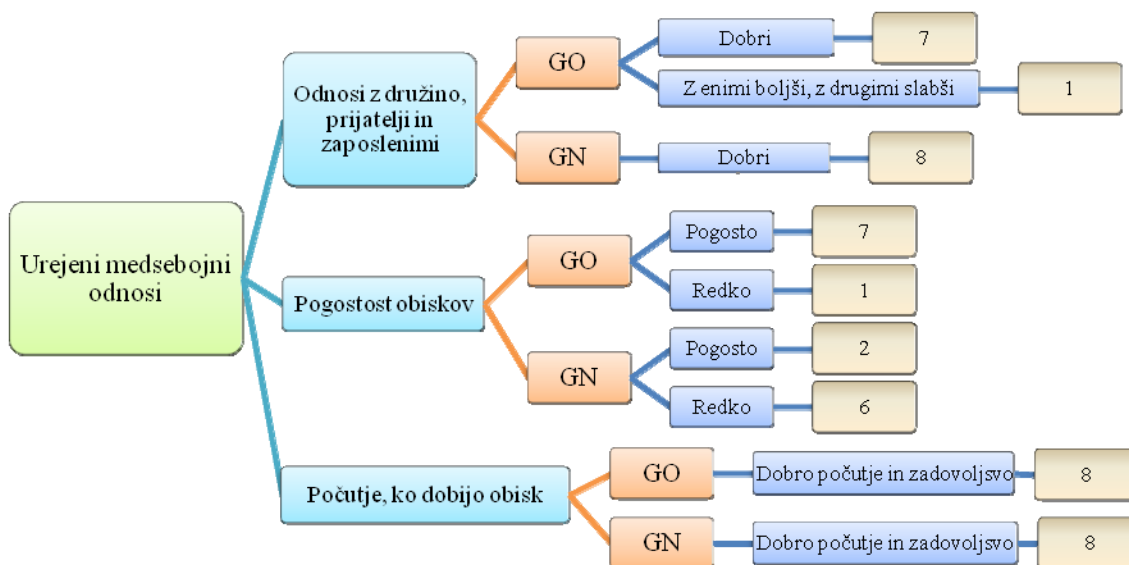 Urejeni medsebojni
odnosi
Odnosi z družino,
prijatelji in
zaposlenimi
GO
Dobri
7
Z enimi boljši, z drugimi slabši
1
GN
Dobri
8
Pogostost obiskov
GO
Pogosto
7
Redko
1
GN
Pogosto
2
Redko
6
Počutje, ko dobijo obisk
GO
Dobro počutje in zadovoljsvo
8
GN
Dobro počutje in zadovoljsvo
8